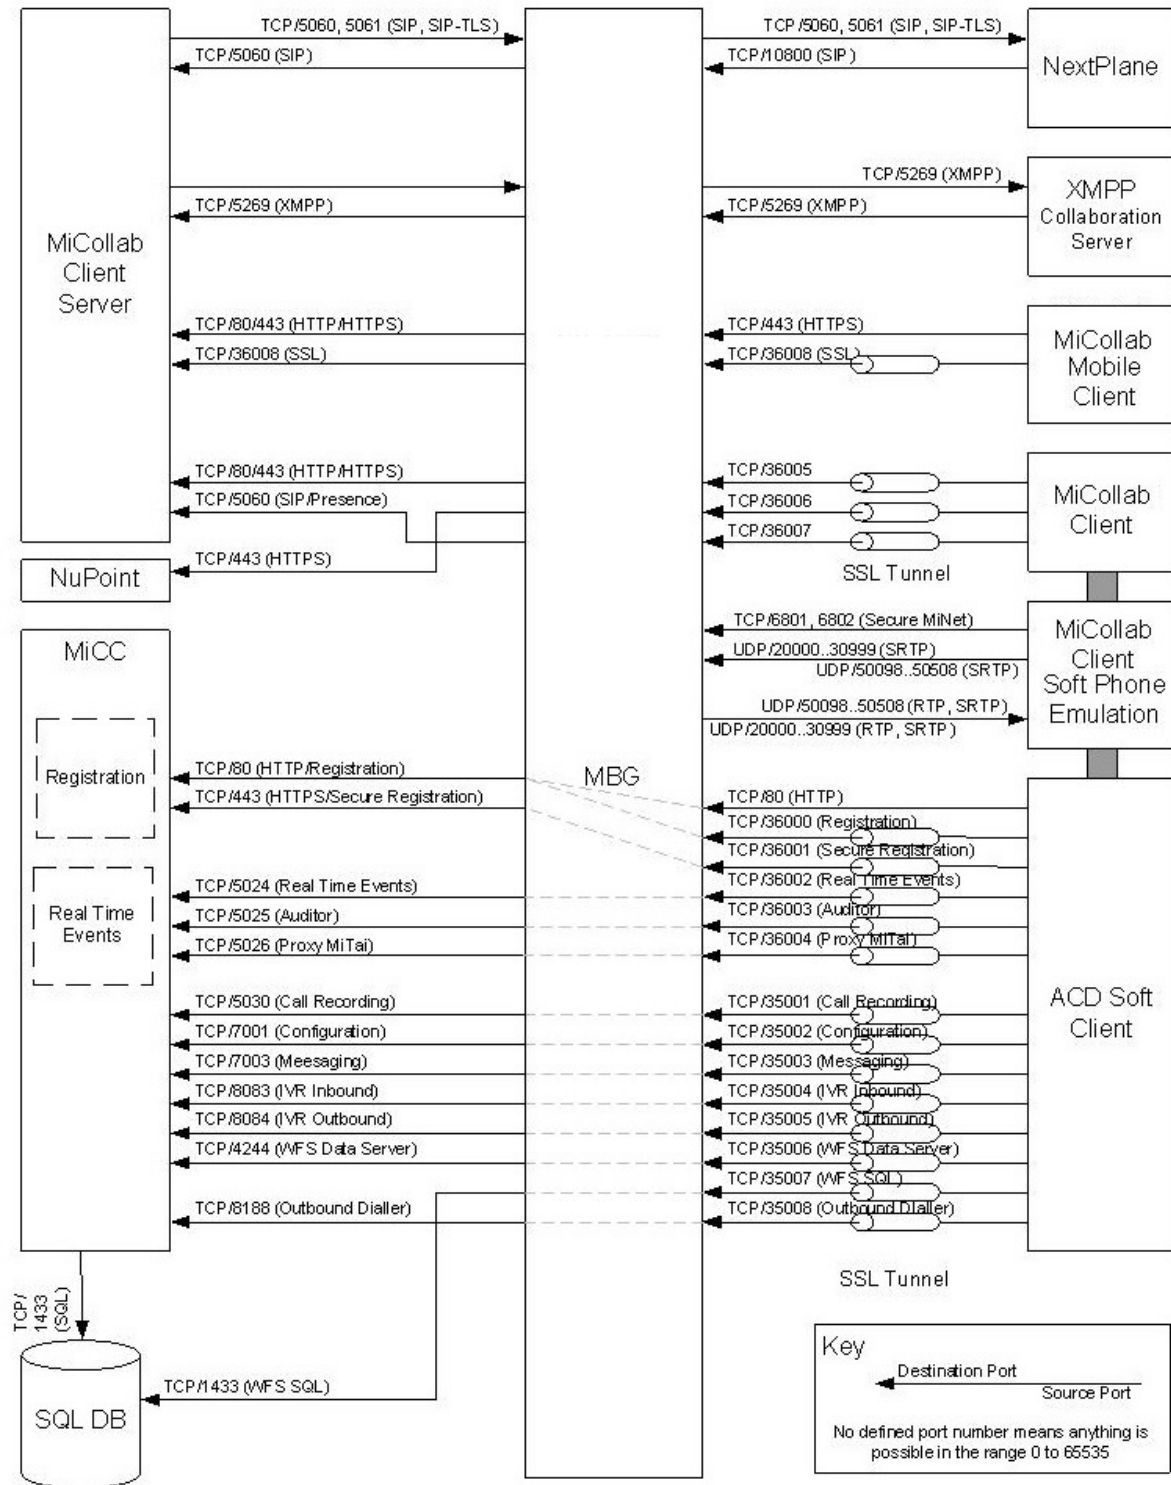 TCP/5060, 5061 (SIP, SIP-TLS)
TCP/5060 (SIP)
TCP/5060, 5061 (SIP, SIP-TLS)
TCP/10800 (SIP)
NextPlane
TCP/5269 (XMPP)
TCP/5269 (XMPP)
TCP/5269 (XMPP)
XMPP
Collaboration
Server
MiCollab
Client
Server
TCP/80/443 (HTTP/HTTPS)
TCP/36008 (SSL)
TCP/443 (HTTPS)
TCP/36008 (SSL)
MiCollab
Mobile
Client
TCP/80/443 (HTTP/HTTPS)
TCP/5060 (SIP/Presence)
TCP/36005
TCP/36006
TCP/36007
SSL Tunnel
MiCollab
Client
TCP/443 (HTTPS)
NuPoint
TCP/6801, 6802 (Secure MiNet)
UDP/20000..30999 (SRTP)
UDP/50098..50508 (SRTP)
UDP/50098..50508 (RTP, SRTP)
UDP/20000..30999 (RTP, SRTP)
MiCollab
Client
Soft Phone
Emulation
MiCC
Registration
Real Time
Events
MBG
TCP/80 (HTTP/Registration)
TCP/443 (HTTPS/Secure Registration)
TCP/5024 (Real Time Events)
TCP/5025 (Auditor)
TCP/5026 (Proxy MiTai)
TCP/5030 (Call Recording)
TCP/7001 (Configuration)
TCP/7003 (Meesaging)
TCP/8083 (IVR Inbound)
TCP/8084 (IVR Outbound)
TCP/4244 (WFS Data Server)
TCP/8188 (Outbound Dialler)
TCP/80 (HTTP)
TCP/36000 (Registration)
TCP/36001 (Secure Registration)
TCP/36002 (Real Time Events)
TCP/36003 (Auditor)
TCP/36004 (Proxy MiTai)
TCP/35001 (Call Recording)
TCP/35002 (Configuration)
TCP/35003 (Messaging)
TCP/35004 (IVR Inbound)
TCP/35005 (IVR Outbound)
TCP/35006 (WFS Data Server)
TCP/35007 (WFS SQL)
TCP/35008 (Outbound Dialler)
ACD Soft
Client
SSL Tunnel
TCP/
1433
(SQL)
TCP/1433 (WFS SQL)
SQL DB
Key
Destination Port
Source Port
No defined port number means anything is
possible in the range 0 to 65535